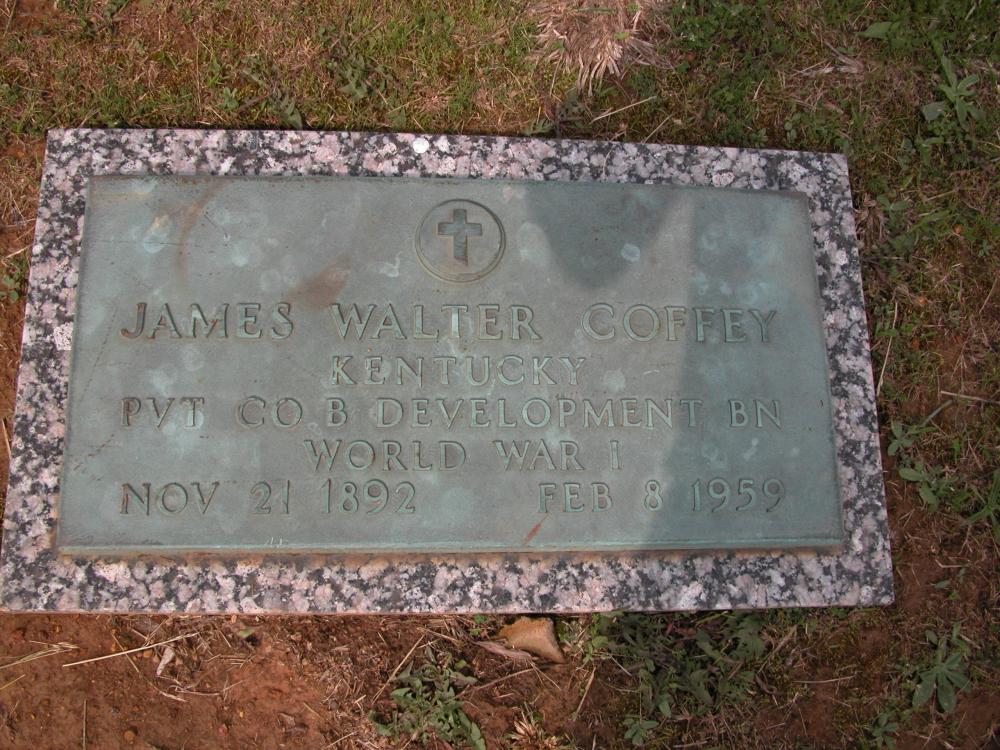 JAMES WALTER COFFEY
KENTUCKY
PVT CO B DEVELOPMENT BN
WORLD WAR I
NOV 21 1892 FEB 8 1959